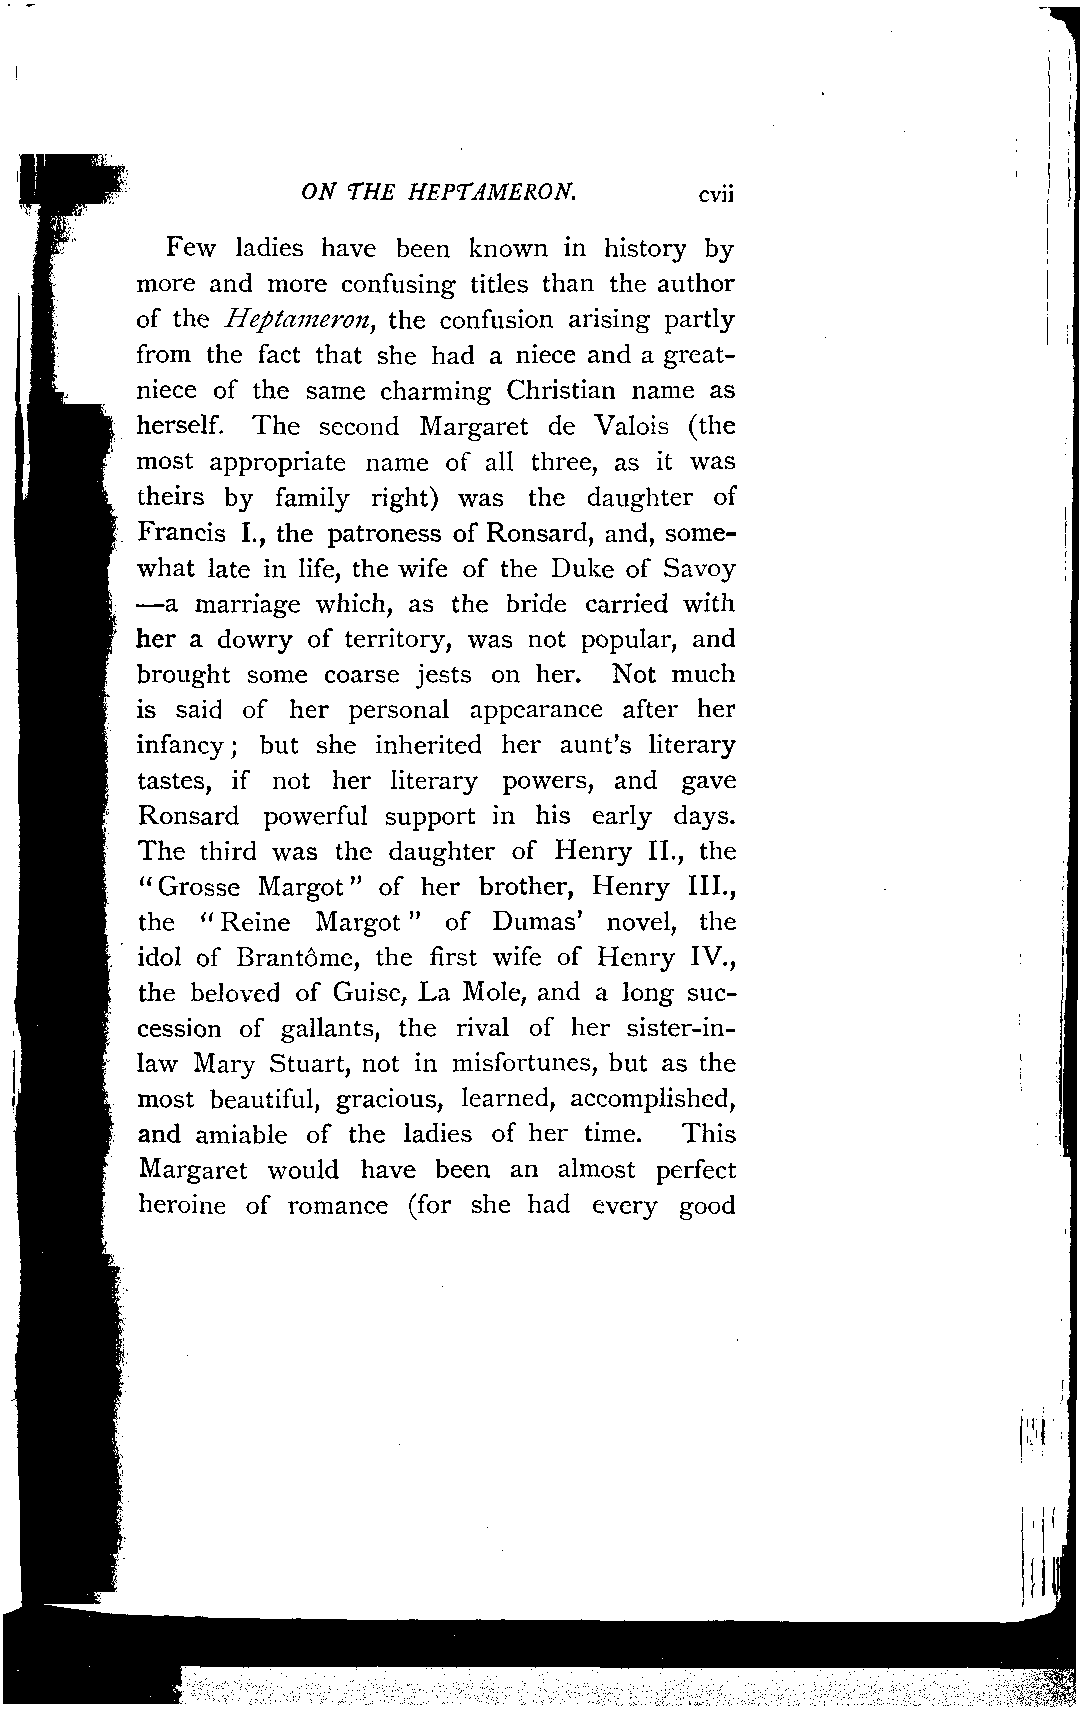 ON THE HEPTAMERON. cvii
Few ladies have been known in history by
more and more confusing titles than the author
of the Heptameron, the confusion arising partly
from the fact that she had a niece and a great-
niece of the same charming Christian name as
herself. The second Margaret de Valois (the
most appropriate name of all three, as it was
theirs by family right) was the daughter of
Francis I., the patroness of Ronsard, and, some-
what late in life, the wife of the Duke of Savoy
—a marriage which, as the bride carried with
her a dowry of territory, was not popular, and
brought some coarse jests on her. Not much
is said of her personal appearance after her
infancy; but she inherited her aunt's literary
tastes, if not her literary powers, and gave
Ronsard powerful support in his early days.
The third was the daughter of Henry II., the
"Grosse Margot" of her brother, Henry III.,
the "Reine Margot" of Dumas' novel, the
idol of Brantôme, the first wife of Henry IV.,
the beloved of Guise, La Mole, and a long suc-
cession of gallants, the rival of her sister-in-
law Mary Stuart, not in misfortunes, but as the
most beautiful, gracious, learned, accomplished,
and amiable of the ladies of her time. This
Margaret would have been an almost perfect
heroine of romance (for she had every good